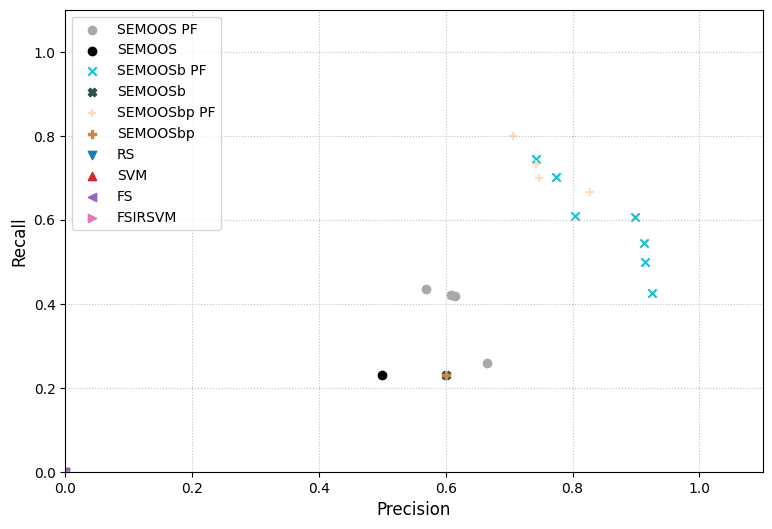 1.0
0.8
0.6
0.4
0.2
0.0
Recall
SEMOOS PF
SEMOOS
SEMOOSb PF
SEMOOSb
SEMOOSbp PF
SEMOOSbp
RS
SVM
FS
FSIRSVM
0.0 0.2 0.4 0.6 0.8 1.0
Precision